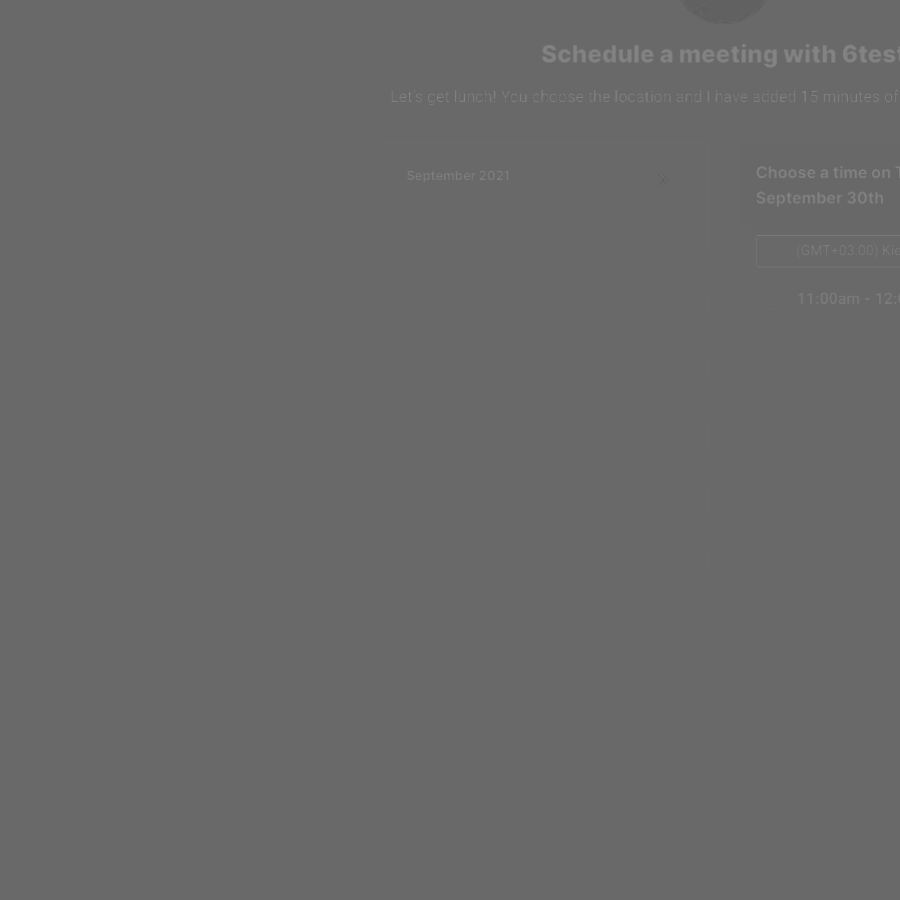 Schedule a meeting with 6test
Let's get lunch! You choose the location and I have added 15 minutes of
September 2021
Choose a time on T
September 30th
(GMT+03:00) Kie
11:00am - 12: